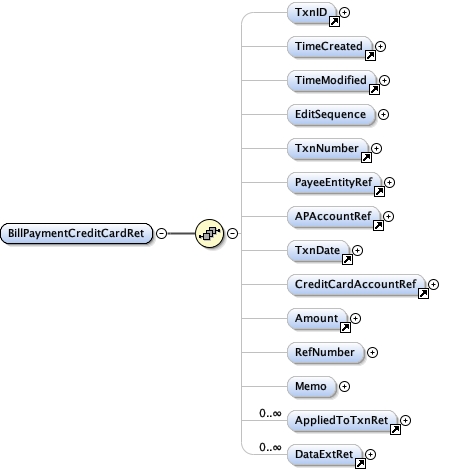 TxnID
TimeCreated
TimeModified
EditSequence
TxnNumber
PayeeEntityRef
APAccountRef
BillPaymentCreditCardRet
TxnDate
CreditCardAccountRef
Amount
RefNumber
Memo
0..∞
AppliedToTxnRet
0..∞
DataExtRet